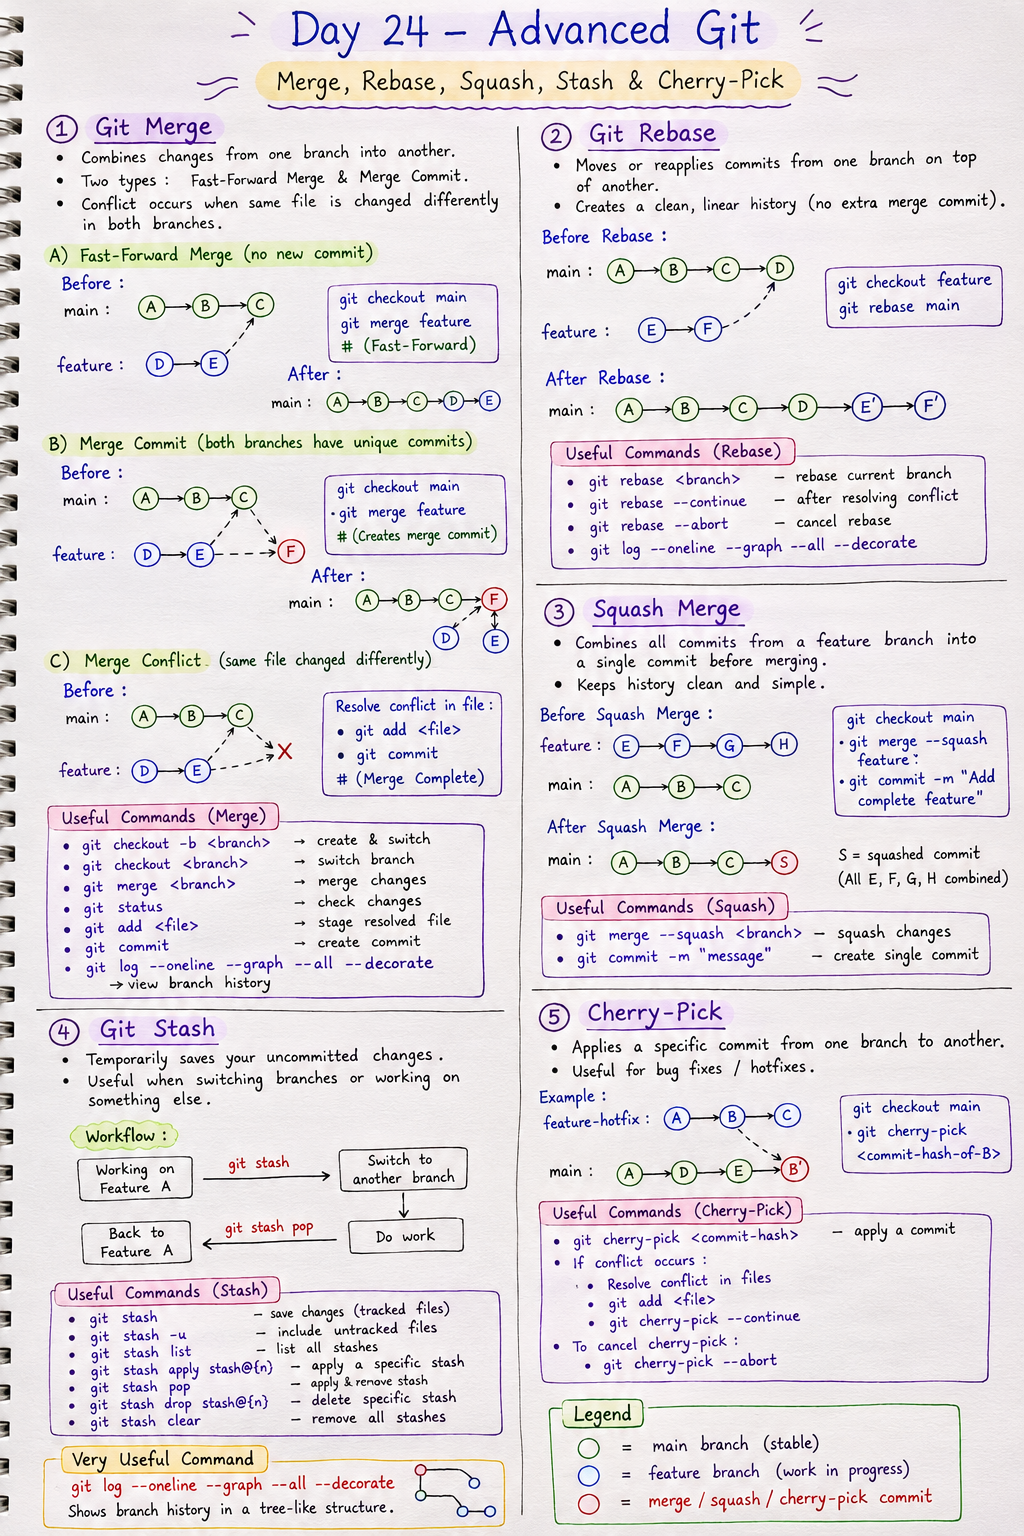 Day 24 – Advanced Git
Merge, Rebase, Squash, Stash & Cherry-Pick
1 Git Merge
• Combines changes from one branch into another.
• Two types : Fast-Forward Merge & Merge Commit.
• Conflict occurs when same file is changed differently
in both branches.
A) Fast-Forward Merge (no new commit)
Before :
main : A B C
feature : D E
git checkout main
git merge feature
# (Fast-Forward)
After :
main : A B C D E
B) Merge Commit (both branches have unique commits)
Before :
main : A B C
feature : D E F
git checkout main
• git merge feature
# (Creates merge commit)
After :
main : A B C F
D E
C) Merge Conflict. (same file changed differently)
Before :
main : A B C
X
feature : D E
Resolve conflict in file :
• git add <file>
• git commit
# (Merge Complete)
Useful Commands (Merge)
• git checkout -b <branch> → create & switch
• git checkout <branch> → switch branch
• git merge <branch> → merge changes
• git status → check changes
• git add <file> → stage resolved file
• git commit → create commit
• git log --oneline --graph --all --decorate
→ view branch history
2 Git Rebase
• Moves or reapplies commits from one branch on top
of another.
• Creates a clean, linear history (no extra merge commit).
Before Rebase :
main : A B C D
feature : E F
git checkout feature
git rebase main
After Rebase :
main : A B C D E' F'
Useful Commands (Rebase)
• git rebase <branch> – rebase current branch
• git rebase --continue – after resolving conflict
• git rebase --abort – cancel rebase
• git log --oneline --graph --all --decorate
3 Squash Merge
• Combines all commits from a feature branch into
a single commit before merging.
• Keeps history clean and simple.
Before Squash Merge :
feature : E F G H
main : A B C
git checkout main
• git merge --squash
feature
• git commit -m "Add
complete feature"
After Squash Merge :
main : A B C S
S = squashed commit
(All E, F, G, H combined)
Useful Commands (Squash)
• git merge --squash <branch> – squash changes
• git commit -m "message" – create single commit
4 Git Stash
• Temporarily saves your uncommitted changes.
• Useful when switching branches or working on
something else.
Workflow :
Working on
Feature A
git stash
Switch to
another branch
Do work
git stash pop
Back to
Feature A
Useful Commands (Stash)
• git stash – save changes (tracked files)
• git stash -u – include untracked files
• git stash list – list all stashes
• git stash apply stash@{n} – apply a specific stash
• git stash pop – apply & remove stash
• git stash drop stash@{n} – delete specific stash
• git stash clear – remove all stashes
Very Useful Command
git log --oneline --graph --all --decorate
Shows branch history in a tree-like structure.
5 Cherry-Pick
• Applies a specific commit from one branch to another.
• Useful for bug fixes / hotfixes.
Example :
feature-hotfix : A B C
main : A D E B'
git checkout main
• git cherry-pick
<commit-hash-of-B>
Useful Commands (Cherry-Pick)
• git cherry-pick <commit-hash> – apply a commit
• If conflict occurs :
• Resolve conflict in files
• git add <file>
• git cherry-pick --continue
• To cancel cherry-pick :
• git cherry-pick --abort
Legend
= main branch (stable)
= feature branch (work in progress)
= merge / squash / cherry-pick commit